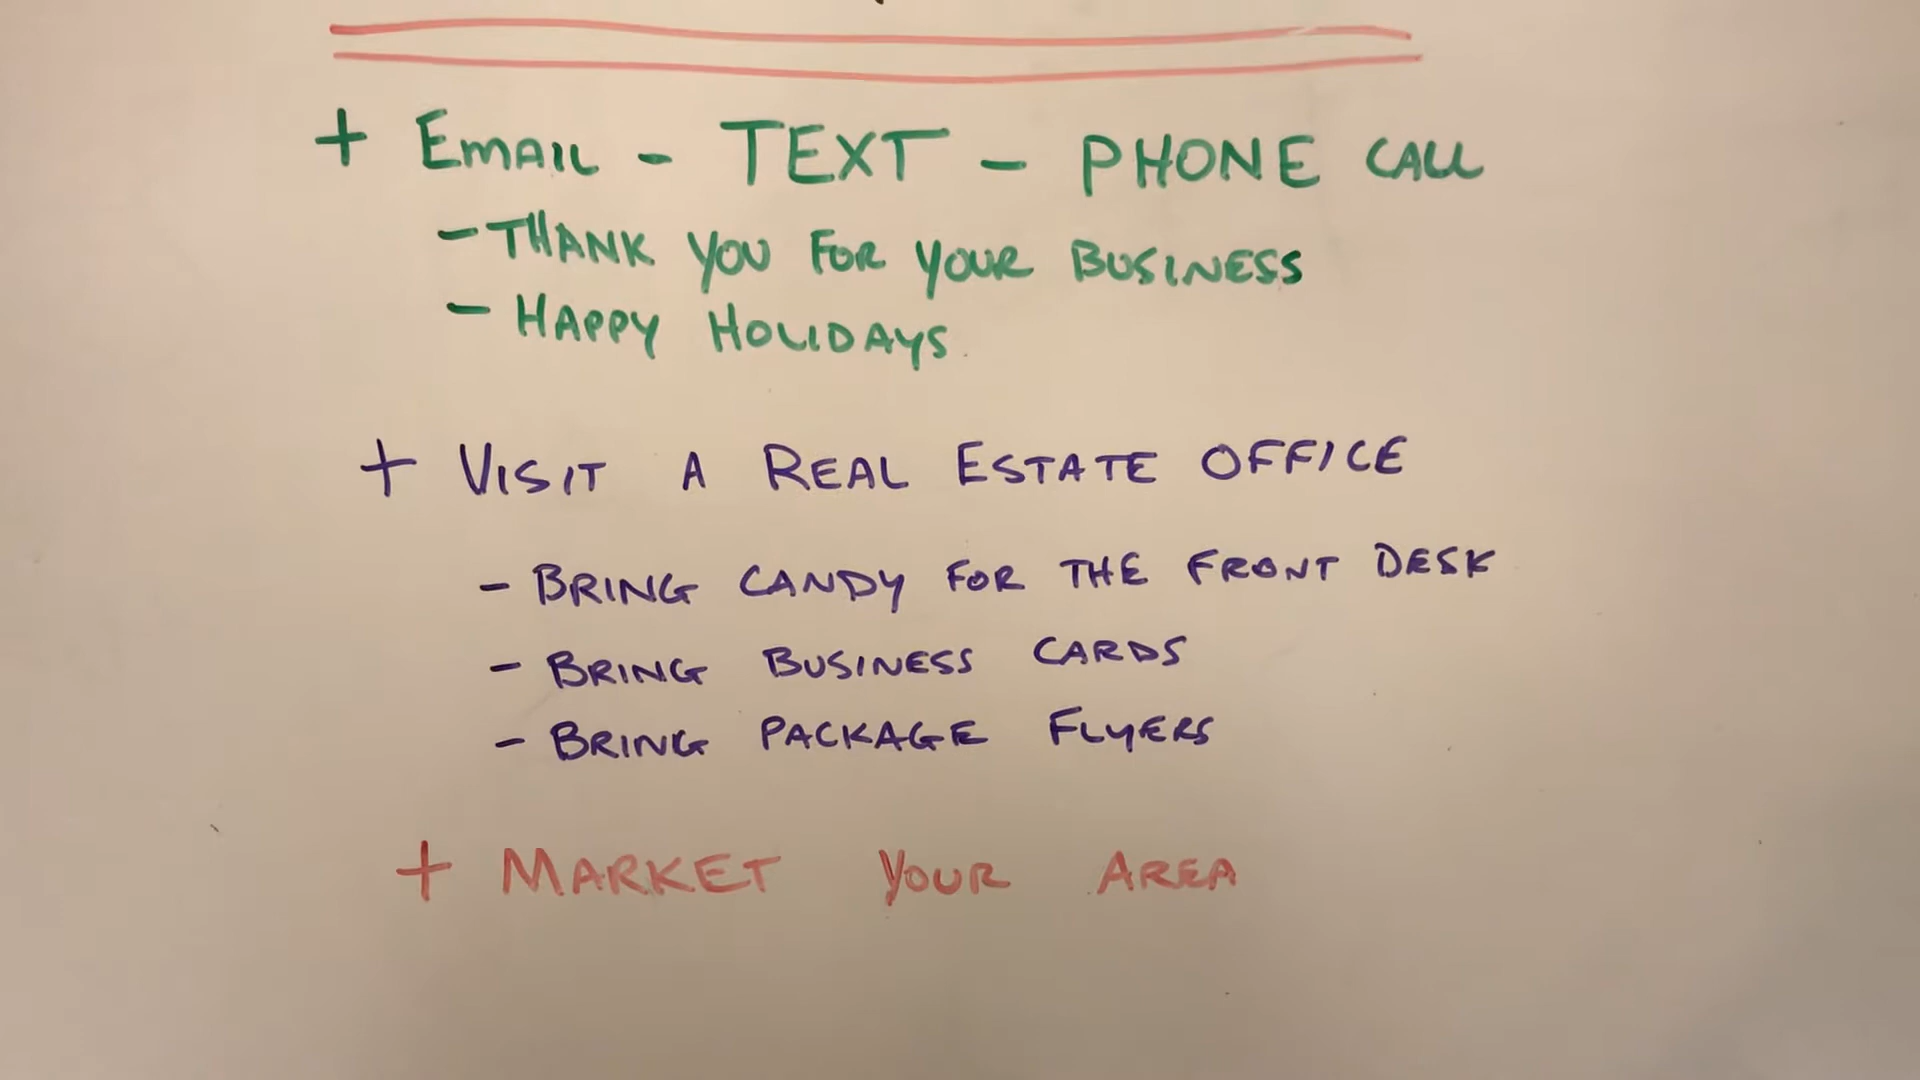 + Email - TEXT - PHONE CALL
- THANK YOU FOR YOUR BUSINESS
- HAPPY HOLIDAYS
+ VISIT A REAL ESTATE OFFICE
- BRING CANDY FOR THE FRONT DESK
- BRING BUSINESS CARDS
- BRING PACKAGE FLYERS
+ MARKET YOUR AREA